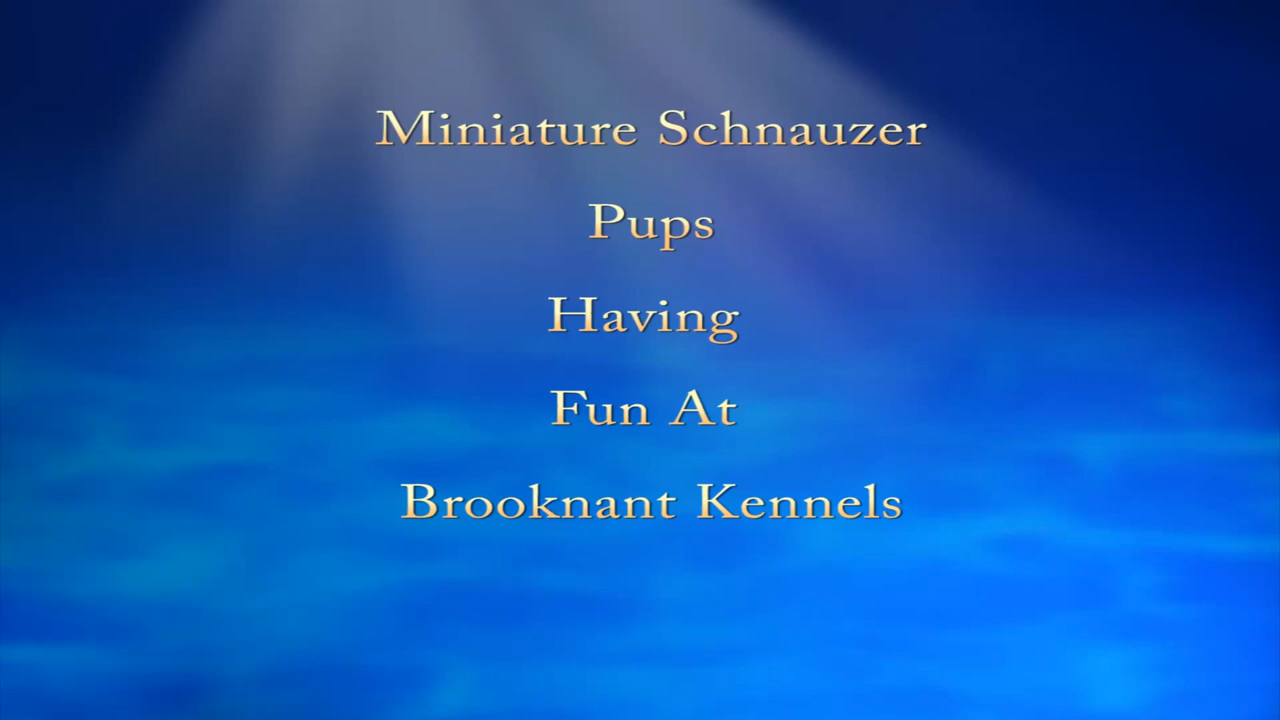 Miniature Schnauzer
Pups
Having
Fun At
Brooknant Kennels